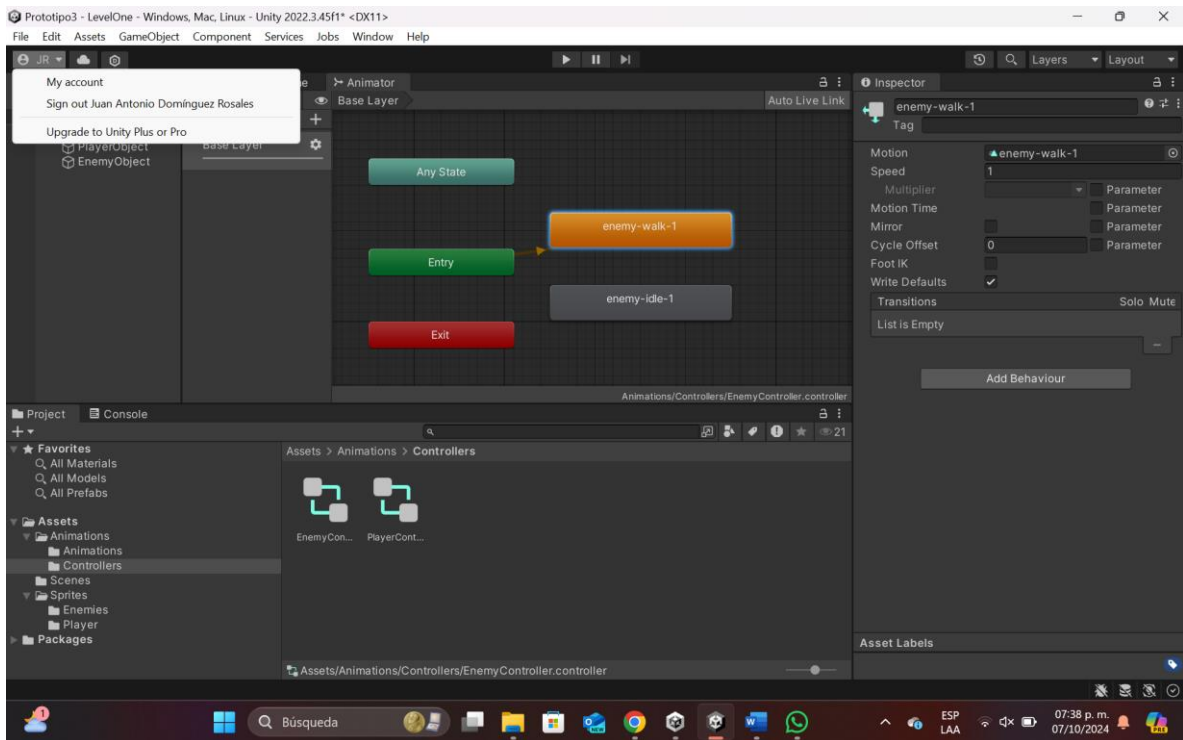 Prototipo3 - LevelOne - Windows, Mac, Linux - Unity 2022.3.45f1* <DX11>
File Edit Assets GameObject Component Services Jobs Window Help
JR
Layers Layout
My account
Sign out Juan Antonio Domínguez Rosales
Upgrade to Unity Plus or Pro
PlayerObject
EnemyObject
Animator
Base Layer
Auto Live Link
Base Layer
Any State
enemy-walk-1
Entry
enemy-idle-1
Exit
Animations/Controllers/EnemyController.controller
Inspector
enemy-walk-1
Tag
Motion enemy-walk-1
Speed 1
Multiplier Parameter
Motion Time Parameter
Mirror Parameter
Cycle Offset 0 Parameter
Foot IK
Write Defaults
Transitions Solo Mute
List is Empty
Add Behaviour
Asset Labels
Project Console
21
Favorites
All Materials
All Models
All Prefabs
Assets
Animations
Animations
Controllers
Scenes
Sprites
Enemies
Player
Packages
Assets > Animations > Controllers
EnemyCon... PlayerCont...
Assets/Animations/Controllers/EnemyController.controller
1
Búsqueda
ESP
LAA
07:38 p. m.
07/10/2024